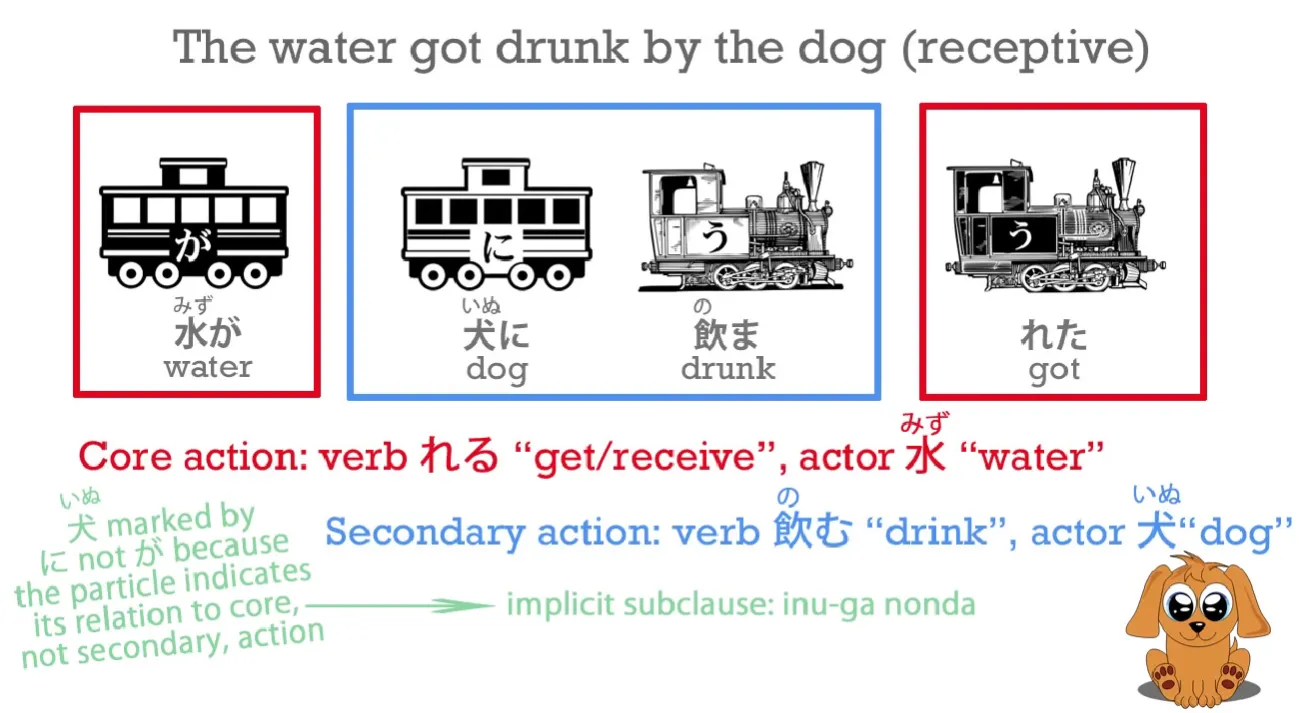 The water got drunk by the dog (receptive)
が
に
う
う
みず
水が
water
いぬ
犬に
dog
の
飲ま
drunk
れた
got
みず
Core action: verb れる “get/receive”, actor 水 “water”
いぬ
犬 marked by
に not が because
the particle indicates
its relation to core,
not secondary, action
の いぬ
Secondary action: verb 飲む “drink”, actor 犬“dog”
implicit subclause: inu-ga nonda